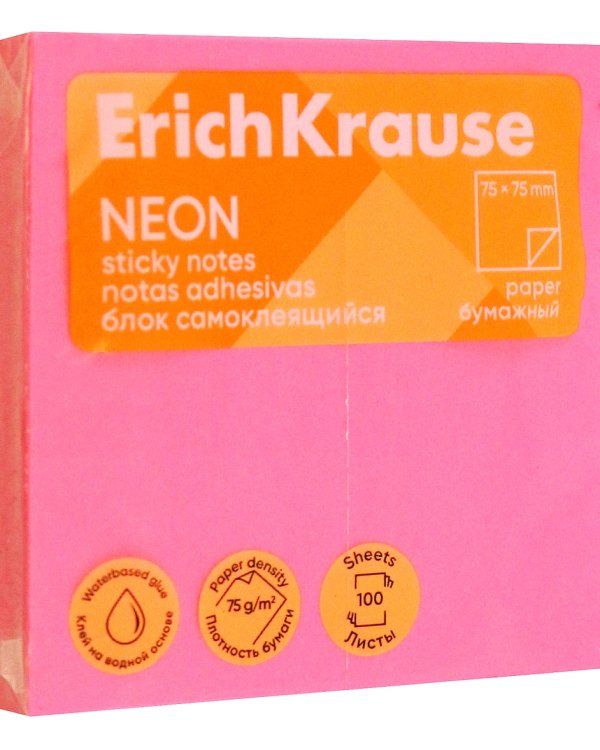 ErichKrause
NEON
sticky notes
notas adhesivas
блок самоклеящийся
75 × 75 mm
paper
бумажный
Waterbased glue
Клей на водной основе
Paper density
75 g/m²
Плотность бумаги
Sheets
100
Листы